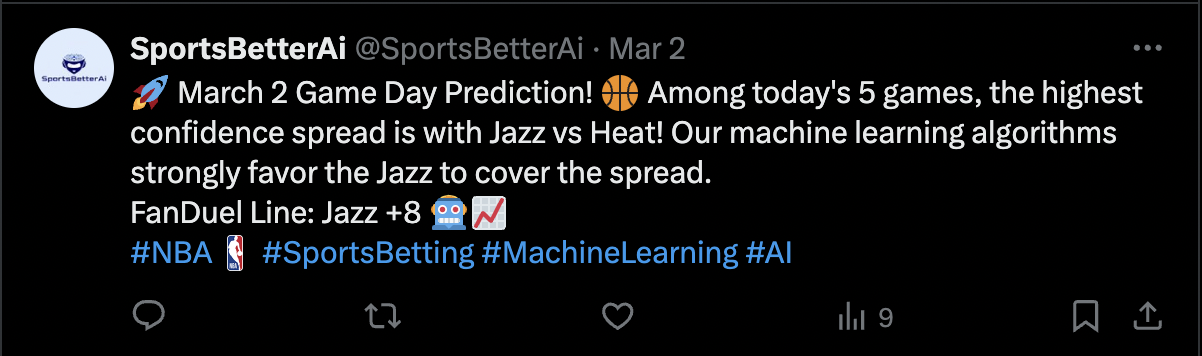 SportsBetterAi @SportsBetterAi · Mar 2
SportsBetterAi
🚀 March 2 Game Day Prediction! 🏀 Among today's 5 games, the highest
confidence spread is with Jazz vs Heat! Our machine learning algorithms
strongly favor the Jazz to cover the spread.
FanDuel Line: Jazz +8 🤖📈
#NBA #SportsBetting #MachineLearning #AI
9